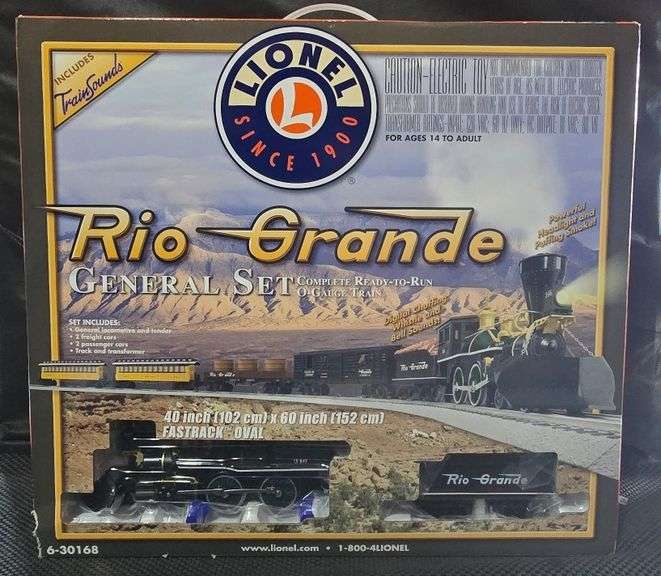 INCLUDES
TrainSounds
LIONEL
L
SINCE 1900
®
CAUTION-ELECTRIC TOY
FOR AGES 14 TO ADULT
Rio Grande
GENERAL SET
COMPLETE READY-TO-RUN
O-GAUGE TRAIN
Powerful
Headlight and
Puffing Smoke!
Digital Chuffing,
Whistle and
Bell Sounds!
SET INCLUDES:
• General locomotive and tender
• 2 freight cars
• 2 passenger cars
• Track and transformer
Rio Grande
40 inch (102 cm) x 60 inch (152 cm)
FASTRACK™ OVAL
Rio Grande
6-30168
www.lionel.com • 1-800-4LIONEL